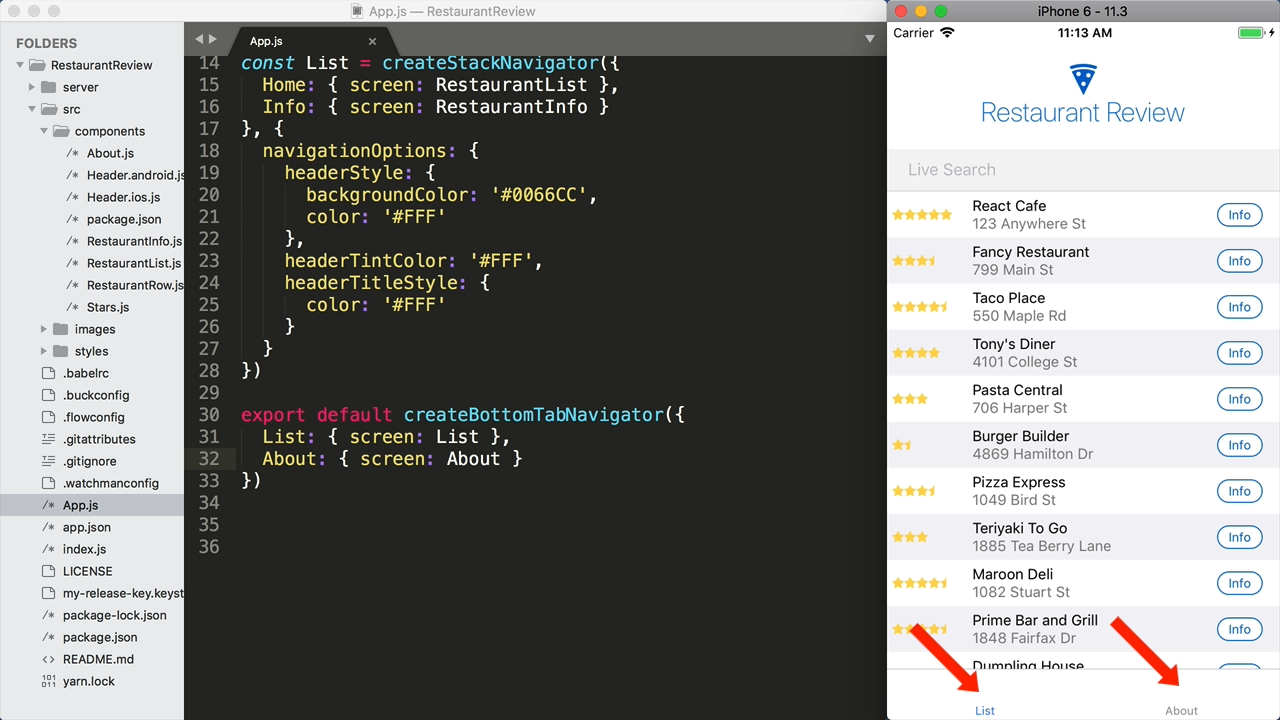 App.js — RestaurantReview
FOLDERS
RestaurantReview
server
src
components
/* About.js
/* Header.android.js
/* Header.ios.js
/* package.json
/* RestaurantInfo.js
/* RestaurantList.js
/* RestaurantRow.js
/* Stars.js
images
styles
.babelrc
.buckconfig
.flowconfig
.gitattributes
.gitignore
.watchmanconfig
/* App.js
/* app.json
/* index.js
LICENSE
my-release-key.keyst
/* package-lock.json
/* package.json
<> README.md
yarn.lock
App.js ×
14 const List = createStackNavigator({
15 Home: { screen: RestaurantList },
16 Info: { screen: RestaurantInfo }
17 }, {
18 navigationOptions: {
19 headerStyle: {
20 backgroundColor: '#0066CC',
21 color: '#FFF'
22 },
23 headerTintColor: '#FFF',
24 headerTitleStyle: {
25 color: '#FFF'
26 }
27 }
28 })
29
30 export default createBottomTabNavigator({
31 List: { screen: List },
32 About: { screen: About }
33 })
34
35
36
iPhone 6 - 11.3
Carrier 11:13 AM
Restaurant Review
Live Search
React Cafe
123 Anywhere St
Info
Fancy Restaurant
799 Main St
Info
Taco Place
550 Maple Rd
Info
Tony's Diner
4101 College St
Info
Pasta Central
706 Harper St
Info
Burger Builder
4869 Hamilton Dr
Info
Pizza Express
1049 Bird St
Info
Teriyaki To Go
1885 Tea Berry Lane
Info
Maroon Deli
1082 Stuart St
Info
Prime Bar and Grill
1848 Fairfax Dr
Info
Dumpling House
List About